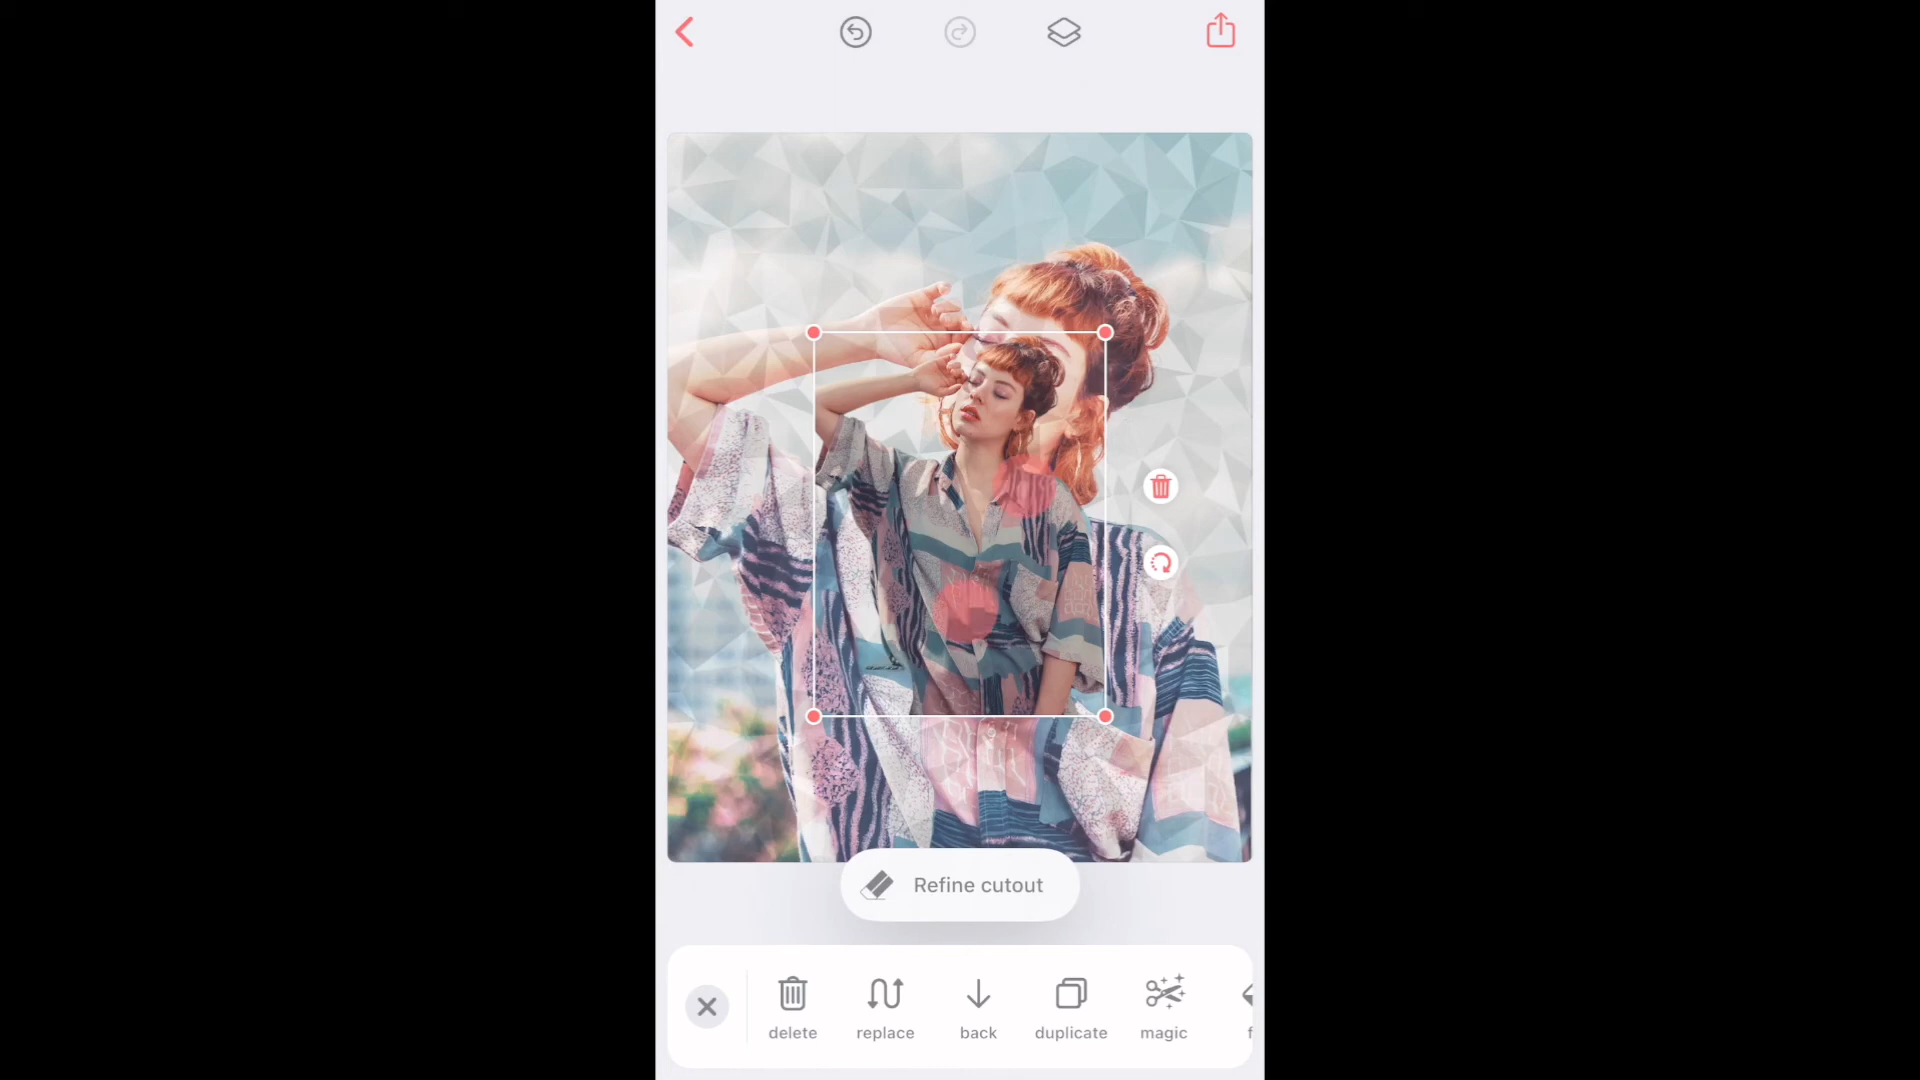 Refine cutout
delete
replace
back
duplicate
magic
f